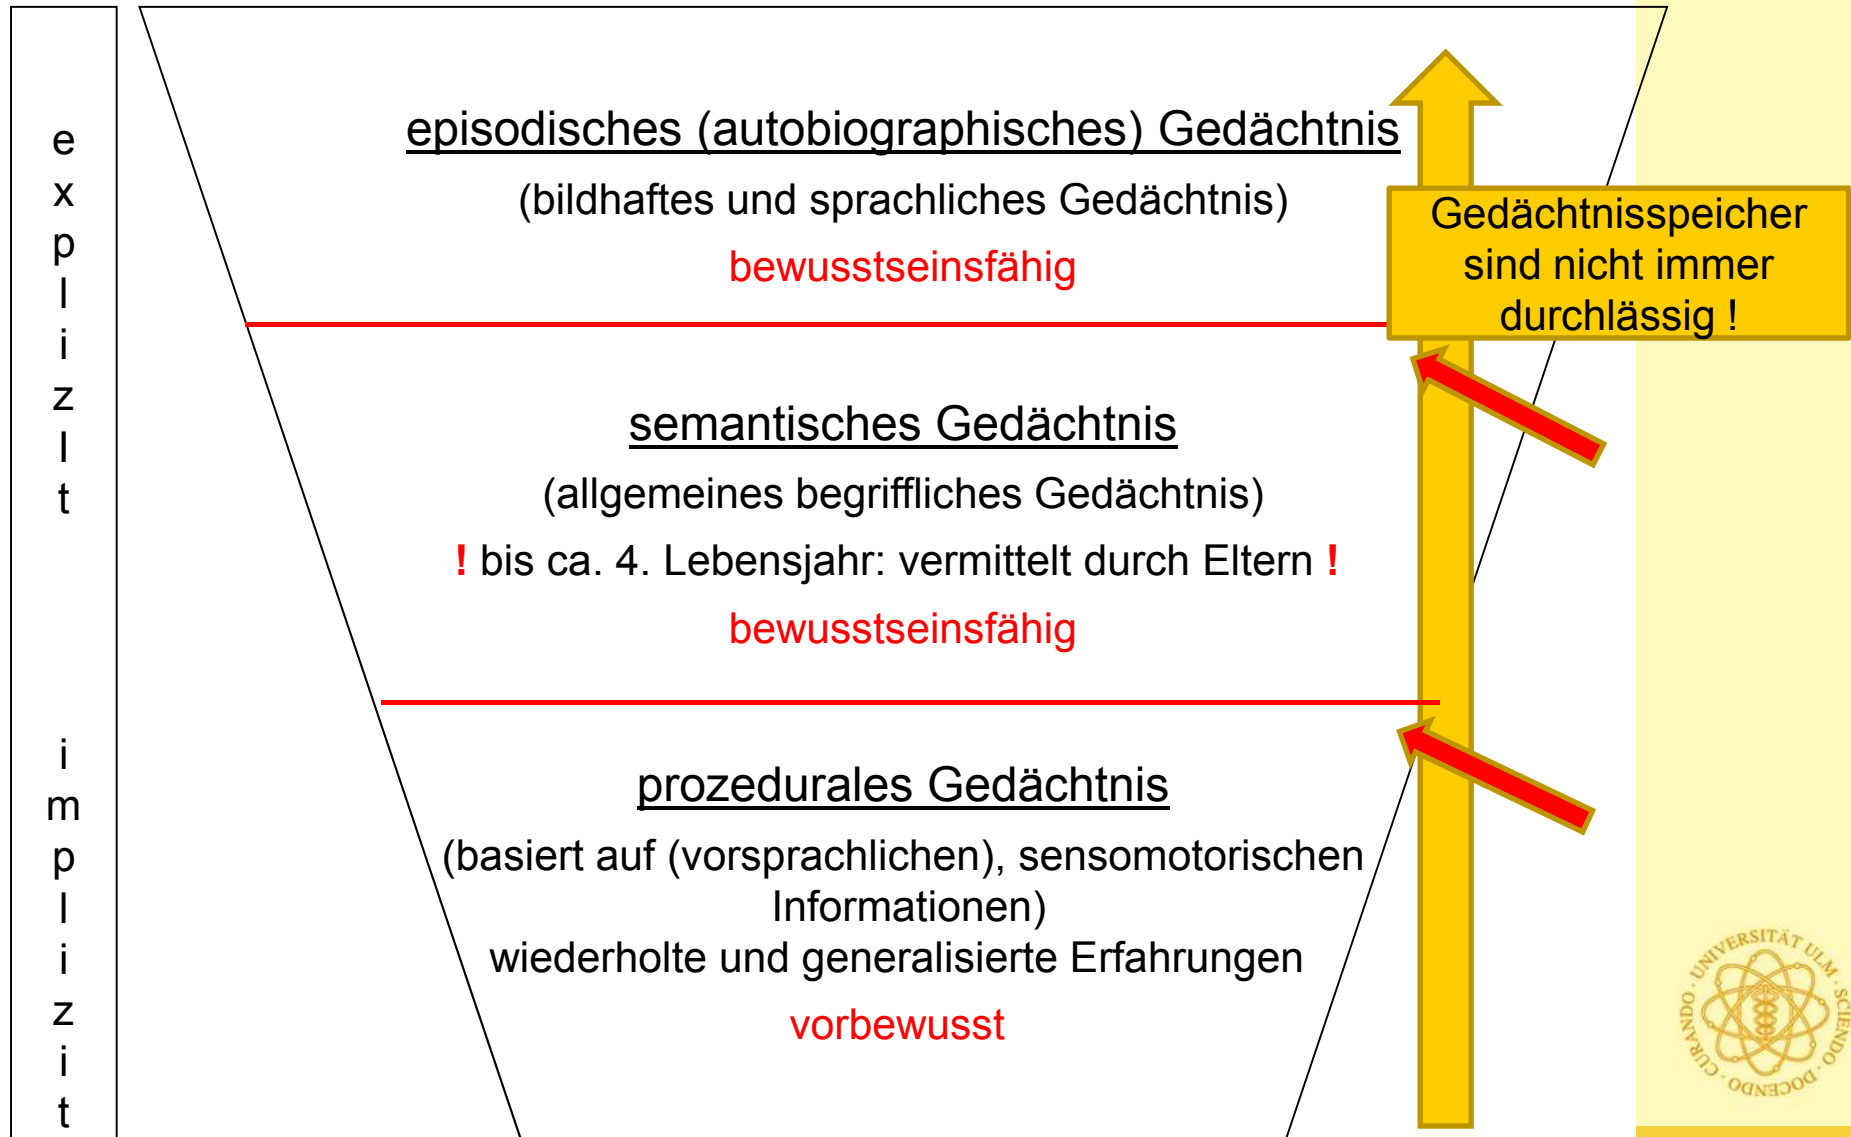 explizIt
episodisches (autobiographisches) Gedächtnis
(bildhaftes und sprachliches Gedächtnis)
bewusstseinsfähig
Gedächtnisspeicher
sind nicht immer
durchlässig !
semantisches Gedächtnis
(allgemeines begriffliches Gedächtnis)
! bis ca. 4. Lebensjahr: vermittelt durch Eltern !
bewusstseinsfähig
implizit
prozedurales Gedächtnis
(basiert auf (vorsprachlichen), sensomotorischen
Informationen)
wiederholte und generalisierte Erfahrungen
vorbewusst
UNIVERSITÄT ULM · SCIENDO · DOCENDO · CURANDO ·